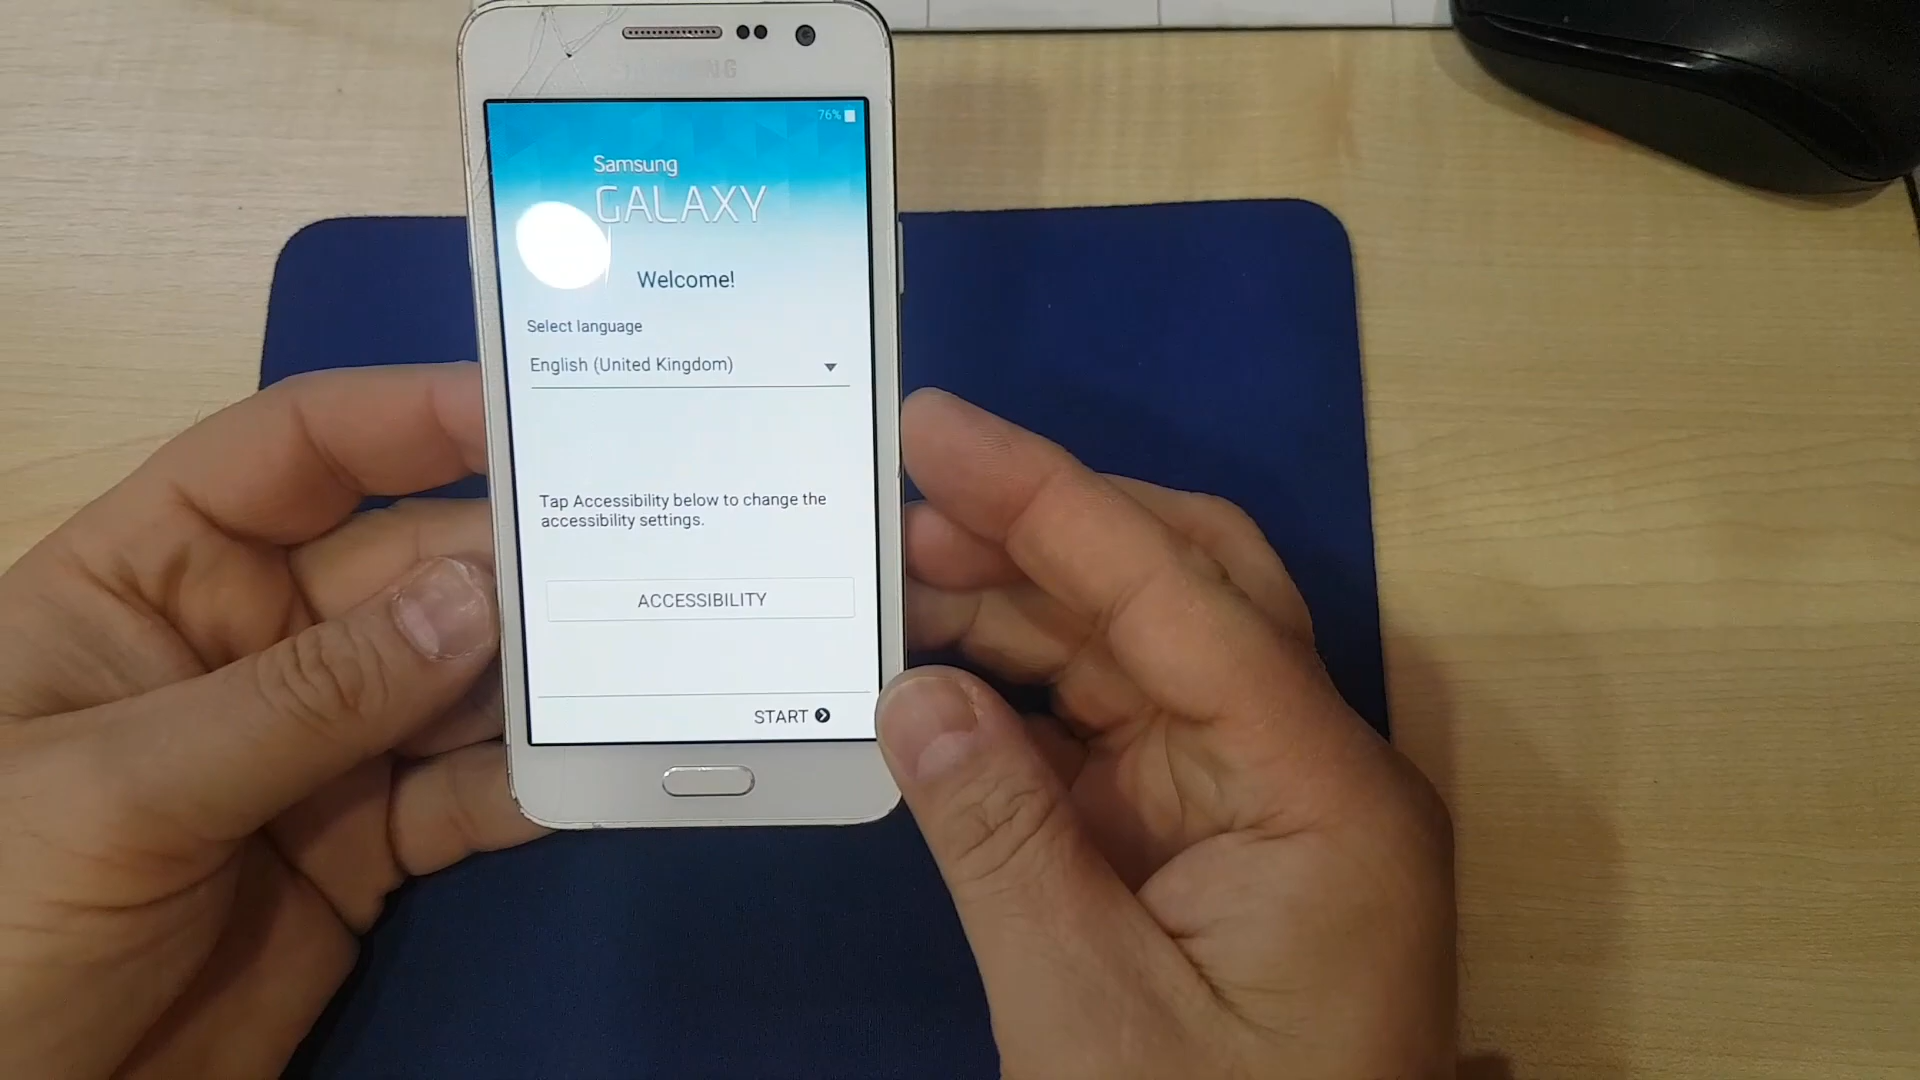 SAMSUNG
76%
Samsung
GALAXY
Welcome!
Select language
English (United Kingdom)
Tap Accessibility below to change the
accessibility settings.
ACCESSIBILITY
START